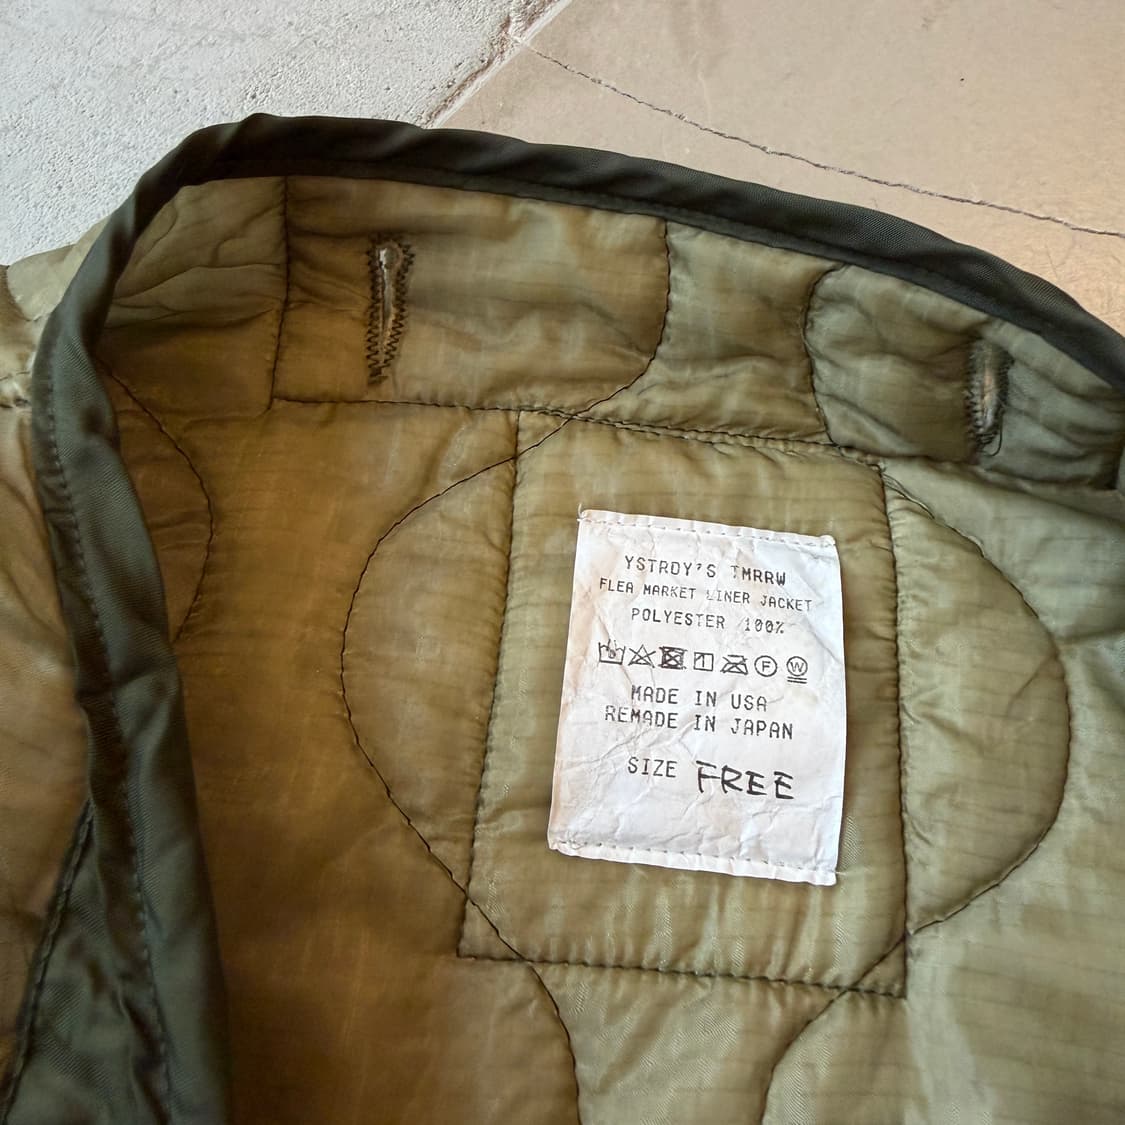 YSTRDY'S TMRRW
FLEA MARKET LINER JACKET
POLYESTER 100%
F W
MADE IN USA
REMADE IN JAPAN
SIZE FREE